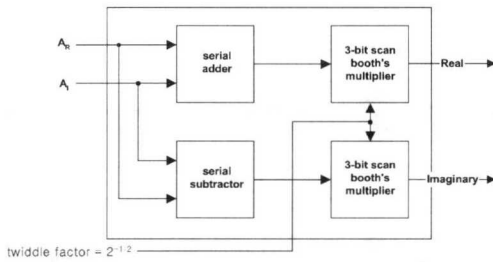 A_R
serial
adder
3-bit scan
booth's
multiplier
Real
A_I
serial
subtractor
3-bit scan
booth's
multiplier
Imaginary
twiddle factor = 2^-1/2